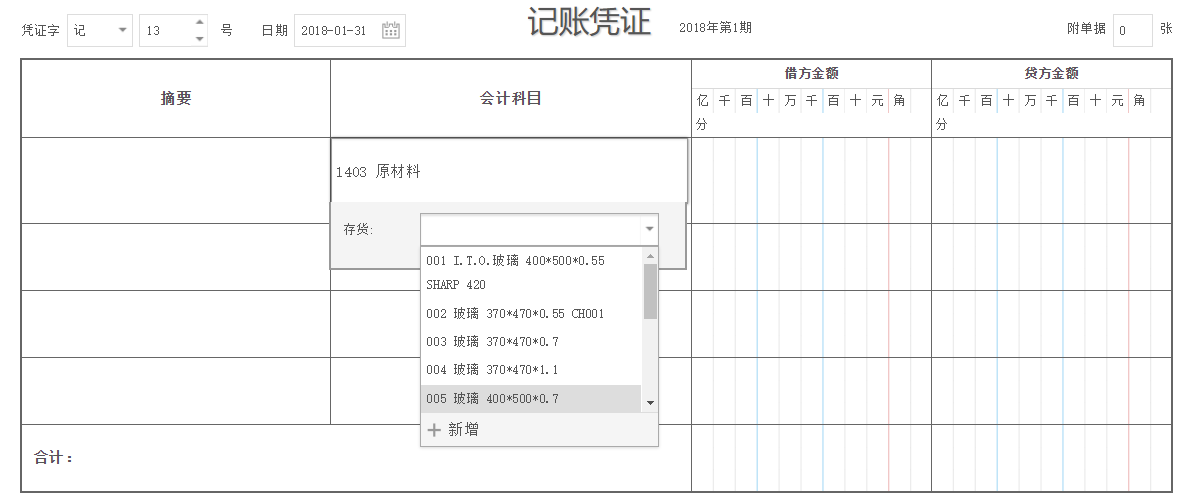 记账凭证
凭证字 记 13 号 日期 2018-01-31 2018年第1期 附单据 0 张
摘要 会计科目 借方金额 贷方金额
亿 千 百 十 万 千 百 十 元 角 分
亿 千 百 十 万 千 百 十 元 角 分
1403 原材料
存货:
001 I.T.O.玻璃 400*500*0.55
SHARP 420
002 玻璃 370*470*0.55 CH001
003 玻璃 370*470*0.7
004 玻璃 370*470*1.1
005 玻璃 400*500*0.7
新增
合计：